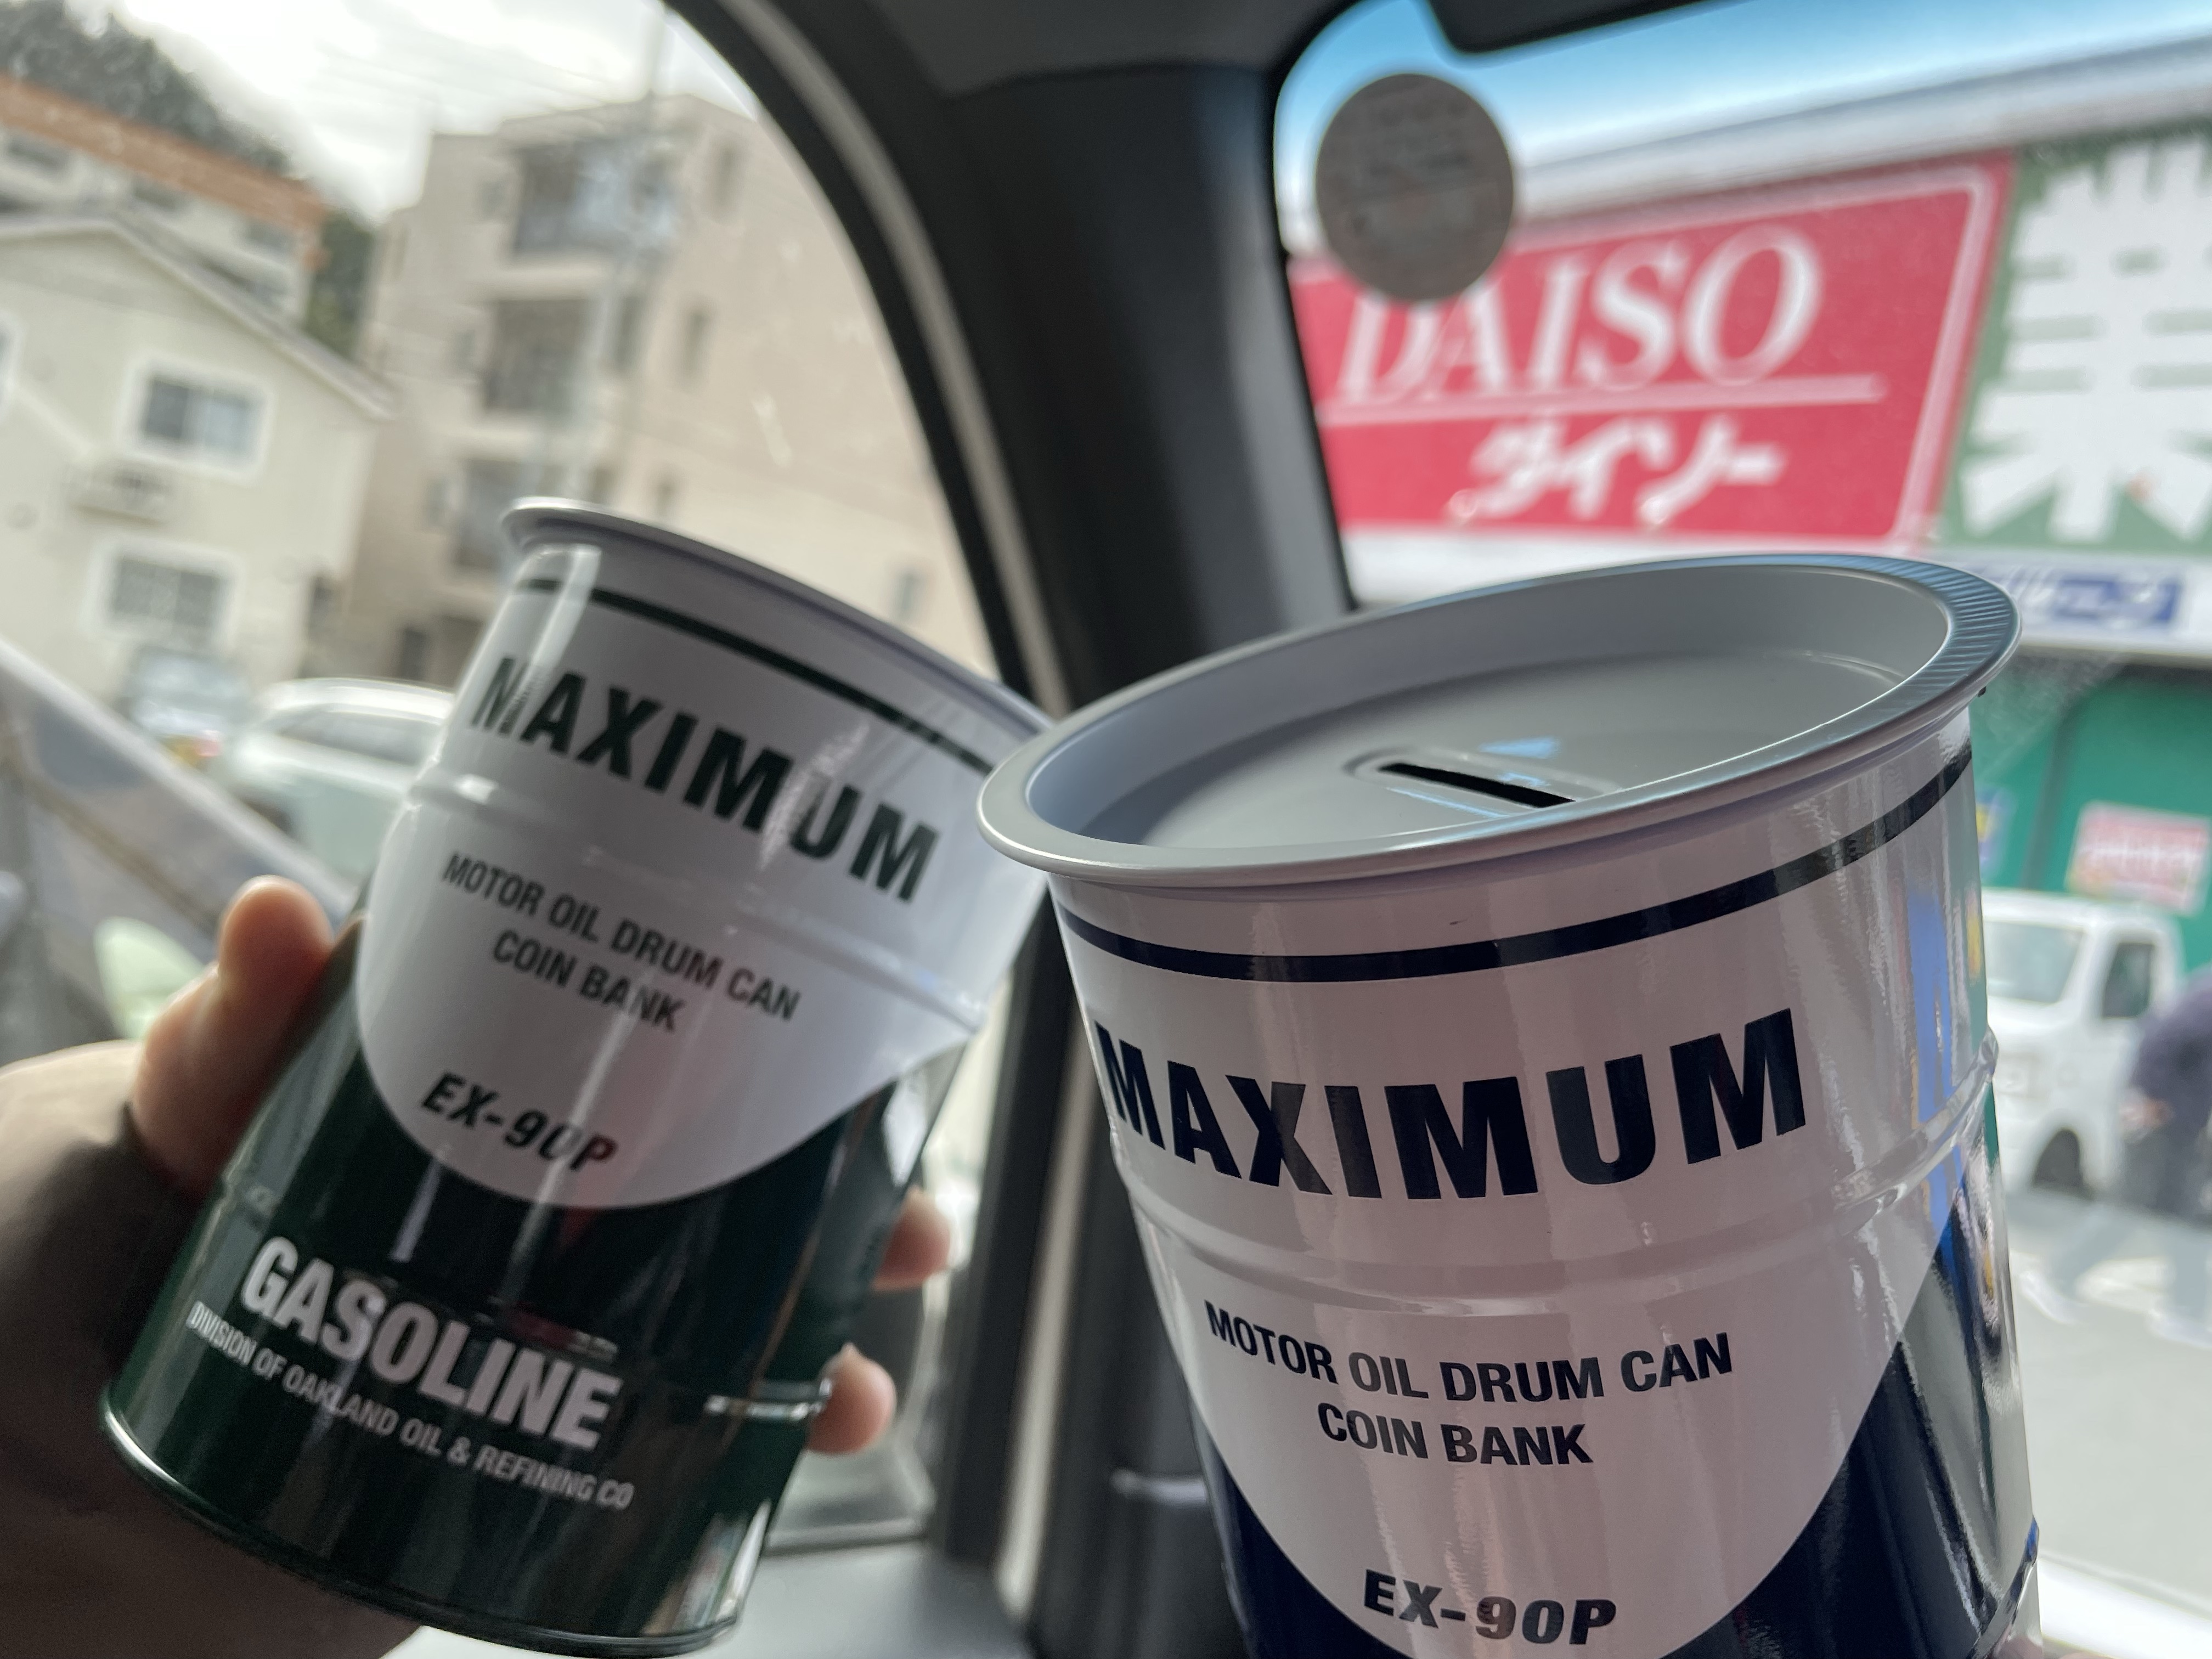 DAISO
ダイソー
業
MAXIMUM
MOTOR OIL DRUM CAN
COIN BANK
EX-90P
GASOLINE
DIVISION OF OAKLAND OIL & REFINING CO
MAXIMUM
MOTOR OIL DRUM CAN
COIN BANK
EX-90P